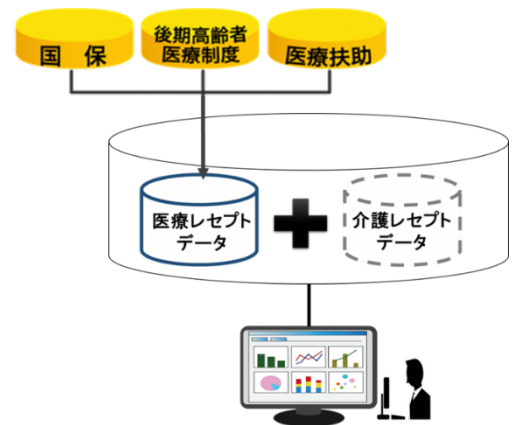 国　保
後期高齢者
医療制度
医療扶助
医療レセプト
データ
介護レセプト
データ